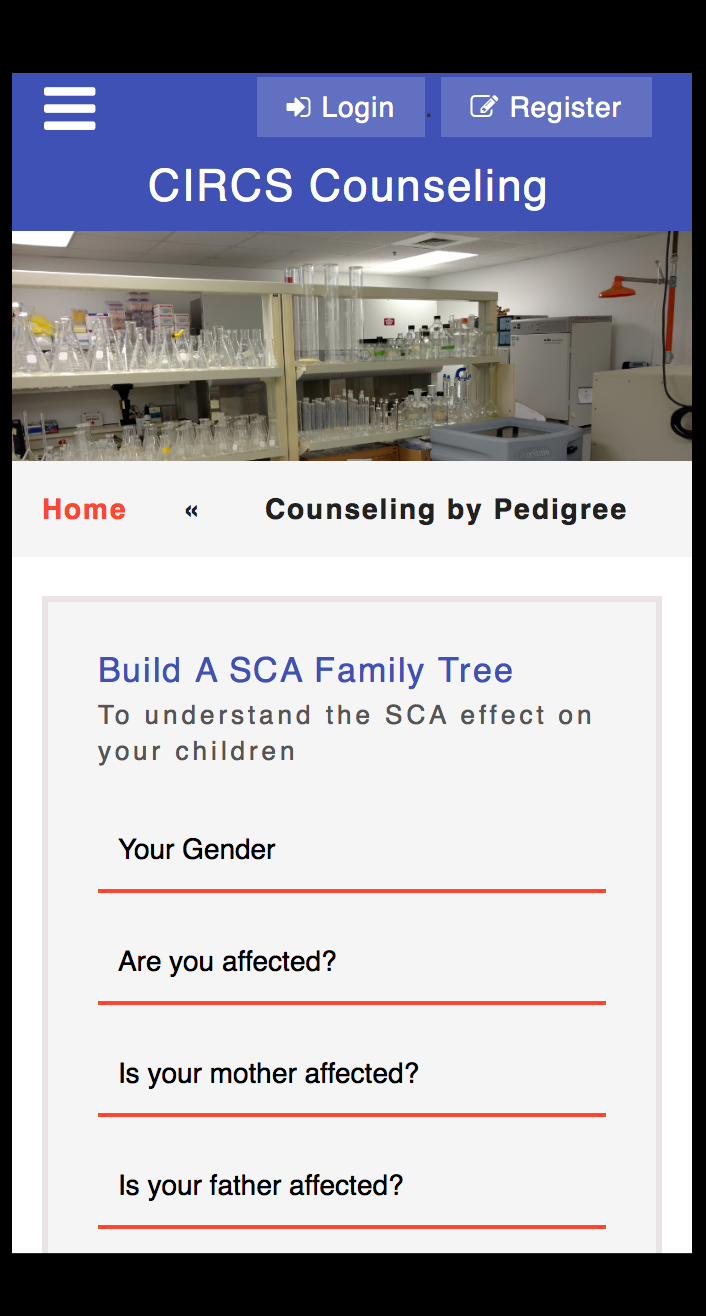 Login . Register
CIRCS Counseling
Home « Counseling by Pedigree
Build A SCA Family Tree
To understand the SCA effect on
your children
Your Gender
Are you affected?
Is your mother affected?
Is your father affected?